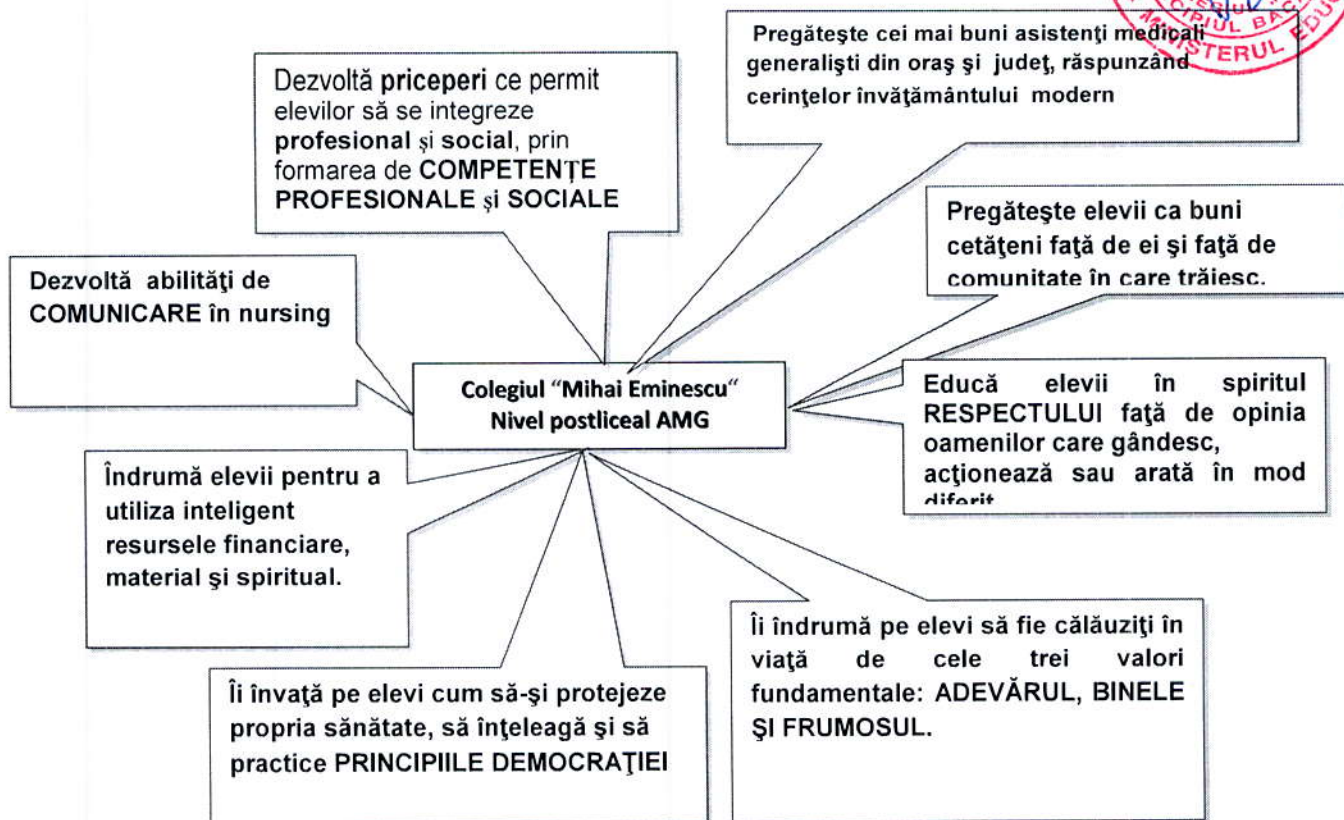 EGIUL
CIPIUL BAC
MINISTERUL EDUC
Pregăteşte cei mai buni asistenţi medicali
generalişti din oraş şi judeţ, răspunzând
cerinţelor învăţământului modern
Dezvoltă priceperi ce permit
elevilor să se integreze
profesional şi social, prin
formarea de COMPETENŢE
PROFESIONALE şi SOCIALE
Pregăteşte elevii ca buni
cetăţeni faţă de ei şi faţă de
comunitate în care trăiesc.
Dezvoltă abilităţi de
COMUNICARE în nursing
Colegiul “Mihai Eminescu“
Nivel postliceal AMG
Educă elevii în spiritul
RESPECTULUI faţă de opinia
oamenilor care gândesc,
acţionează sau arată în mod
diferit
Îndrumă elevii pentru a
utiliza inteligent
resursele financiare,
material şi spiritual.
Îi învaţă pe elevi cum să-şi protejeze
propria sănătate, să înţeleagă şi să
practice PRINCIPIILE DEMOCRAŢIEI
Îi îndrumă pe elevi să fie călăuziţi în
viaţă de cele trei valori
fundamentale: ADEVĂRUL, BINELE
ŞI FRUMOSUL.